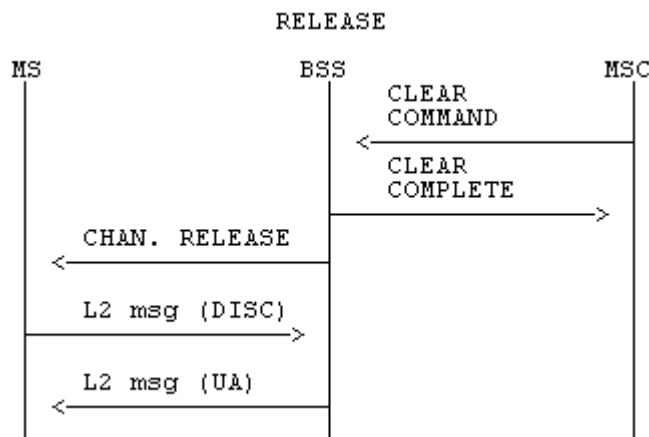 RELEASE
MS BSS MSC
CLEAR
COMMAND
CLEAR
COMPLETE
CHAN. RELEASE
L2 msg (DISC)
L2 msg (UA)